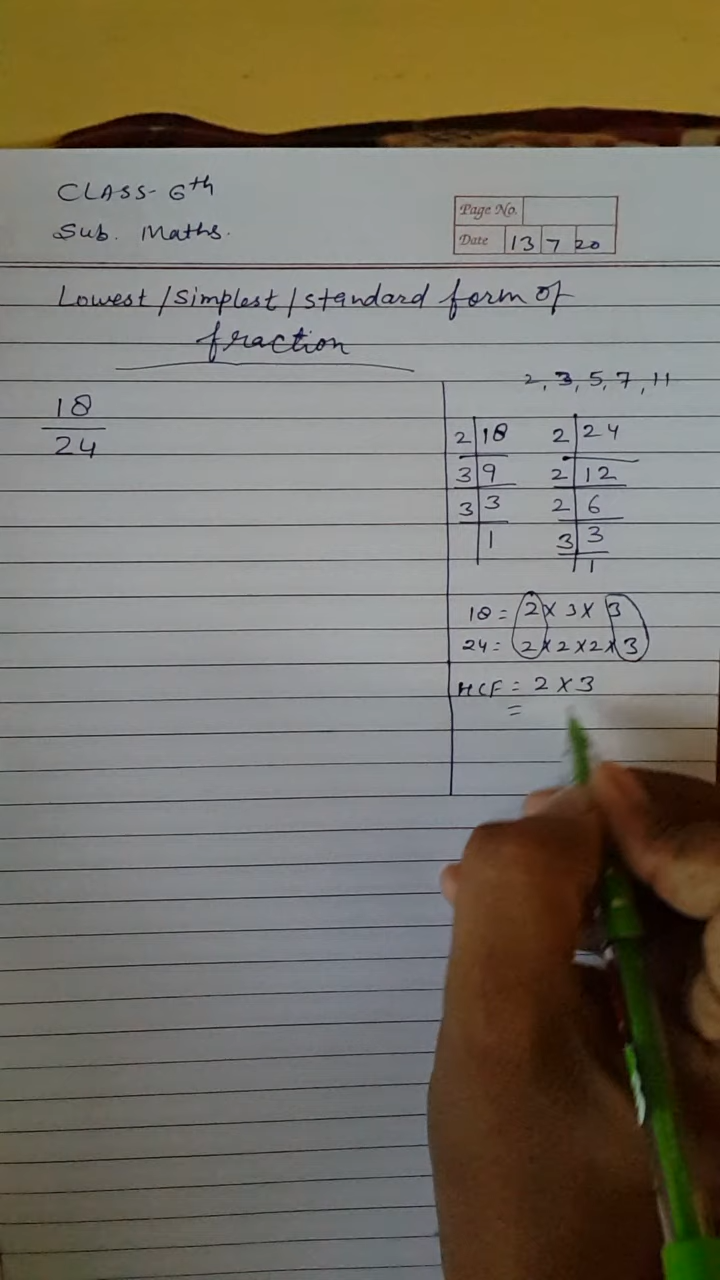 CLASS- 6th
Sub. Maths.
Page No.
Date 13 7 20
Lowest/Simplest/standard form of
fraction
2, 3, 5, 7, 11
18
24
2 18
3 9
3 3
1
2 24
2 12
2 6
3 3
1
18 = 2 × 3 × 3
24 = 2 × 2 × 2 × 3
HCF = 2 × 3
=